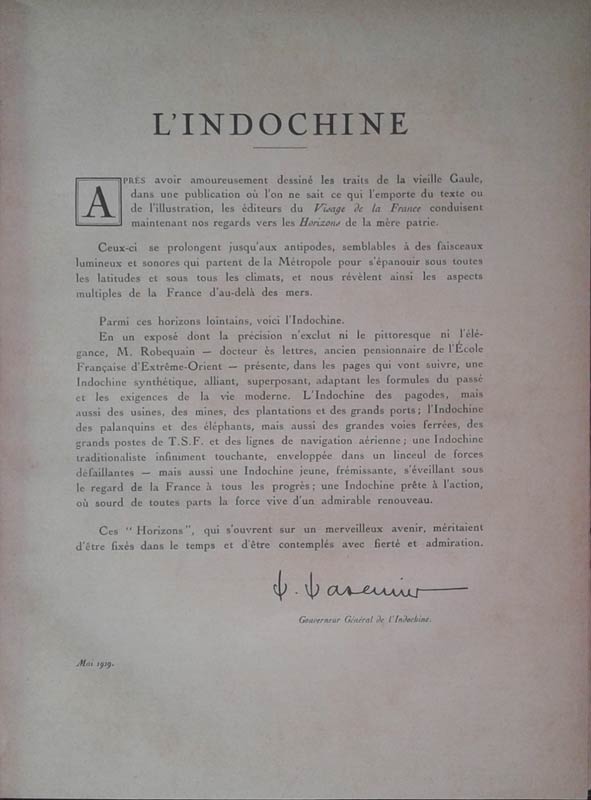 L'INDOCHINE
APRÈS avoir amoureusement dessiné les traits de la vieille Gaule,
dans une publication où l'on ne sait ce qui l'emporte du texte ou
de l'illustration, les éditeurs du Visage de la France conduisent
maintenant nos regards vers les Horizons de la mère patrie.
Ceux-ci se prolongent jusqu'aux antipodes, semblables à des faisceaux
lumineux et sonores qui partent de la Métropole pour s'épanouir sous toutes
les latitudes et sous tous les climats, et nous révèlent ainsi les aspects
multiples de la France d'au-delà des mers.
Parmi ces horizons lointains, voici l'Indochine.
En un exposé dont la précision n'exclut ni le pittoresque ni l'élé-
gance, M. Robequain — docteur ès lettres, ancien pensionnaire de l'École
Française d'Extrême-Orient — présente, dans les pages qui vont suivre, une
Indochine synthétique, alliant, superposant, adaptant les formules du passé
et les exigences de la vie moderne. L'Indochine des pagodes, mais
aussi des usines, des mines, des plantations et des grands ports; l'Indochine
des palanquins et des éléphants, mais aussi des grandes voies ferrées, des
grands postes de T.S.F. et des lignes de navigation aérienne; une Indochine
traditionaliste infiniment touchante, enveloppée dans un linceul de forces
défaillantes — mais aussi une Indochine jeune, frémissante, s'éveillant sous
le regard de la France à tous les progrès; une Indochine prête à l'action,
où sourd de toutes parts la force vive d'un admirable renouveau.
Ces "Horizons", qui s'ouvrent sur un merveilleux avenir, méritaient
d'être fixés dans le temps et d'être contemplés avec fierté et admiration.
Gouverneur Général de l'Indochine.
Mai 1929.